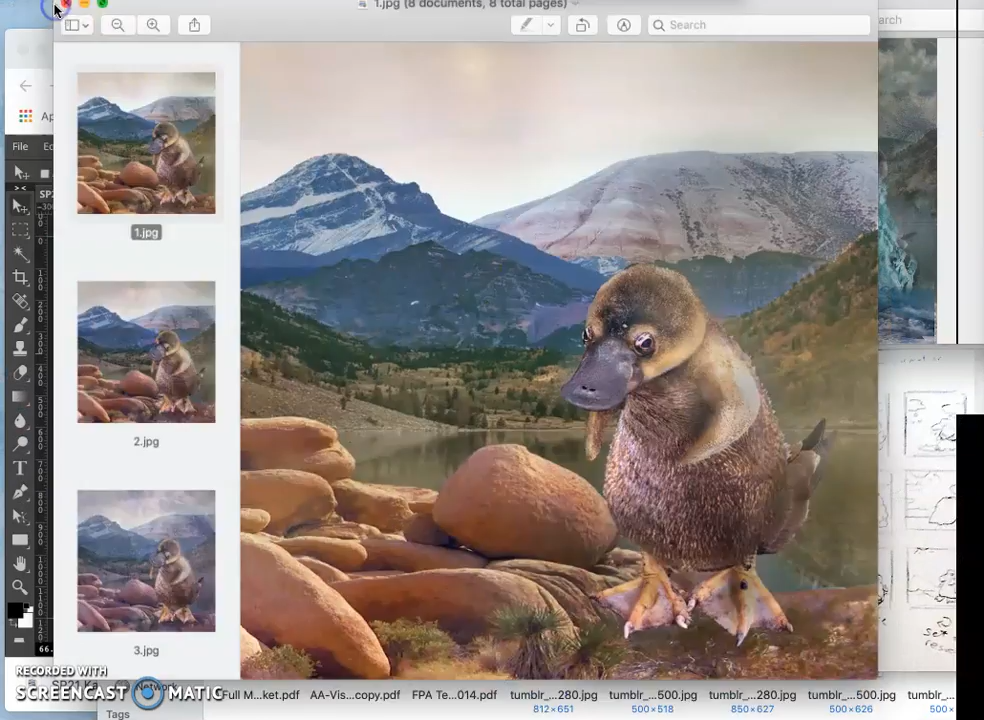 1.jpg (8 documents, 8 total pages)
Search
1.jpg
2.jpg
3.jpg
File
RECORDED WITH
SCREENCAST MATIC
Network
Tags
Full M...ket.pdf
AA-Vis...copy.pdf
FPA Te...014.pdf
tumblr_...280.jpg
812×651
tumblr_...500.jpg
500×518
tumblr_...280.jpg
850×627
tumblr_...500.jpg
500×626